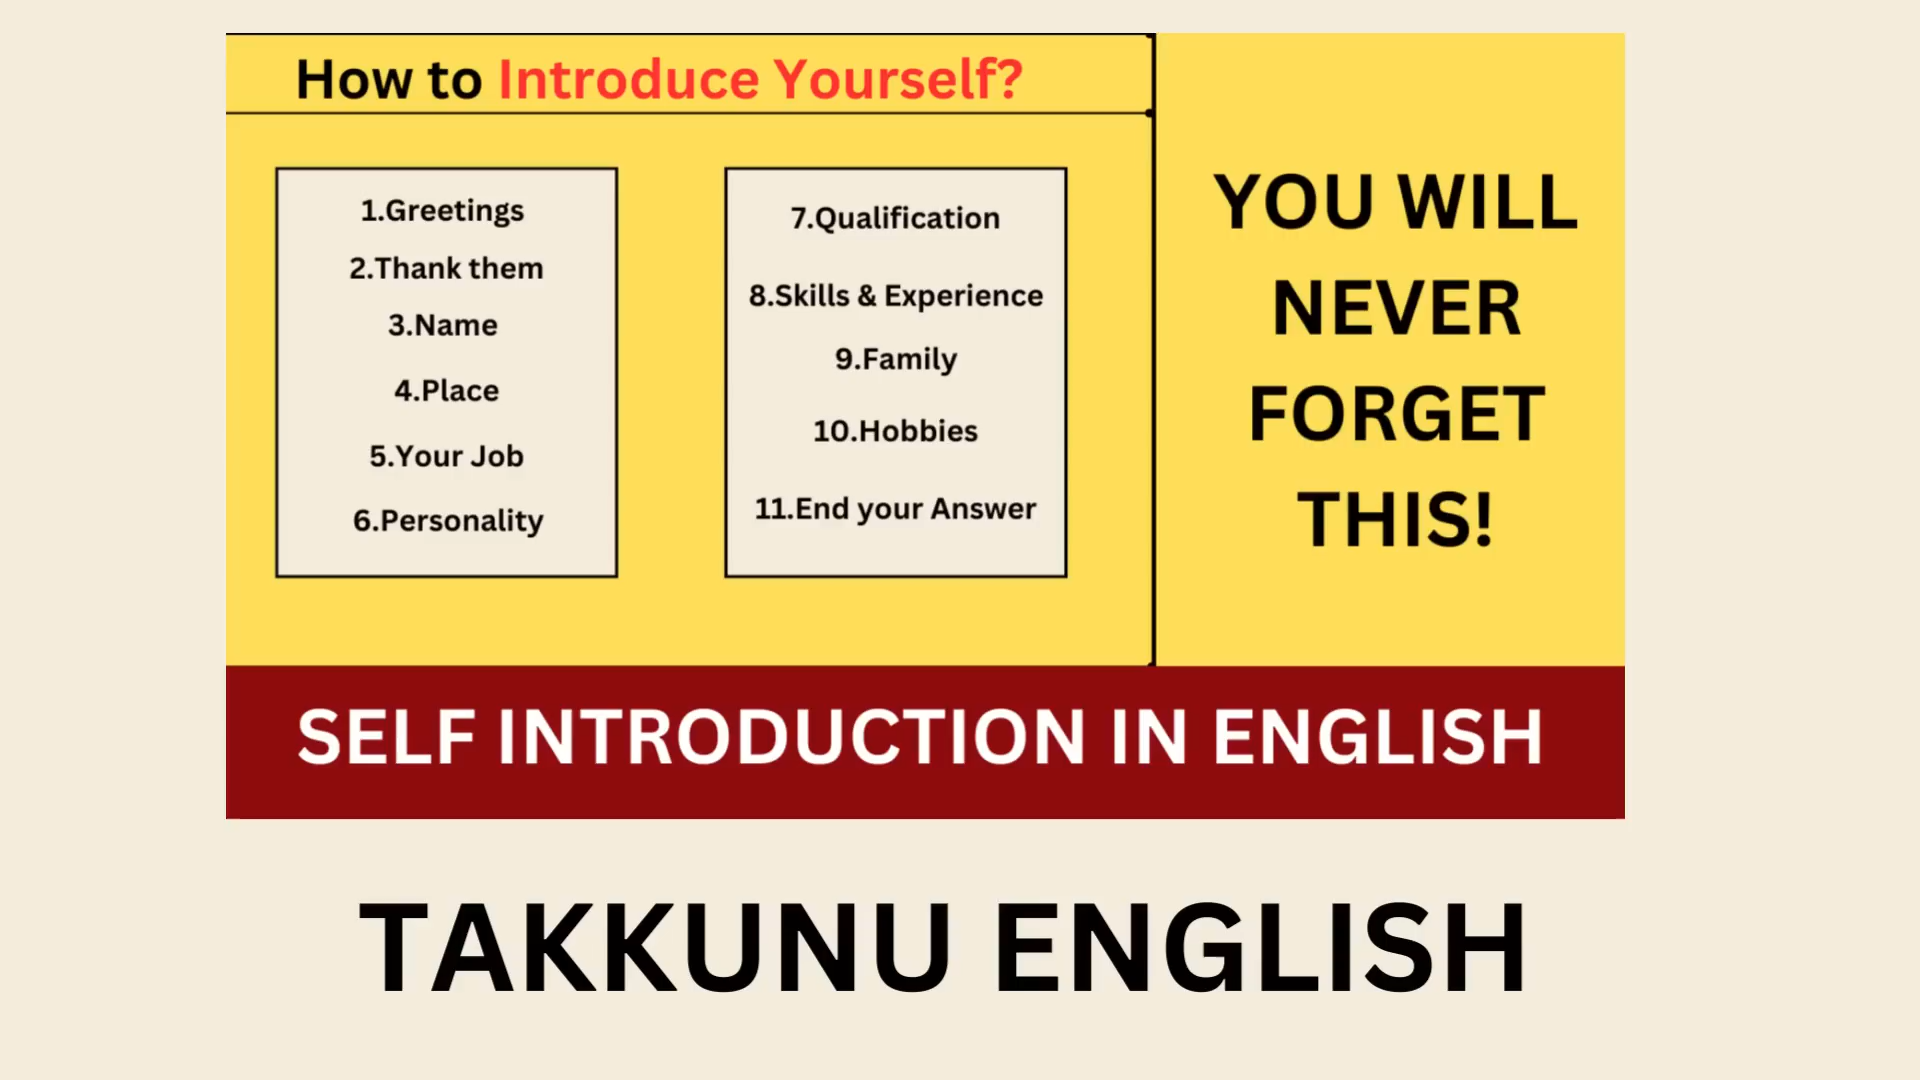 How to Introduce Yourself?
1.Greetings
2.Thank them
3.Name
4.Place
5.Your Job
6.Personality
7.Qualification
8.Skills & Experience
9.Family
10.Hobbies
11.End your Answer
YOU WILL
NEVER
FORGET
THIS!
SELF INTRODUCTION IN ENGLISH
TAKKUNU ENGLISH